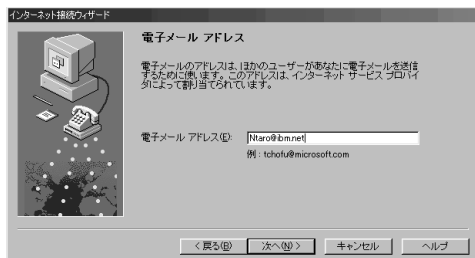 インターネット接続ウィザード
電子メール アドレス
電子メールのアドレスは、ほかのユーザーがあなたに電子メールを送信
するために使います。このアドレスは、インターネット サービス プロバイ
ダによって割り当てられています。
電子メール アドレス(E): Ntaro@ibm.net
例 : tchofu@microsoft.com
< 戻る(B) 次へ(N) > キャンセル ヘルプ